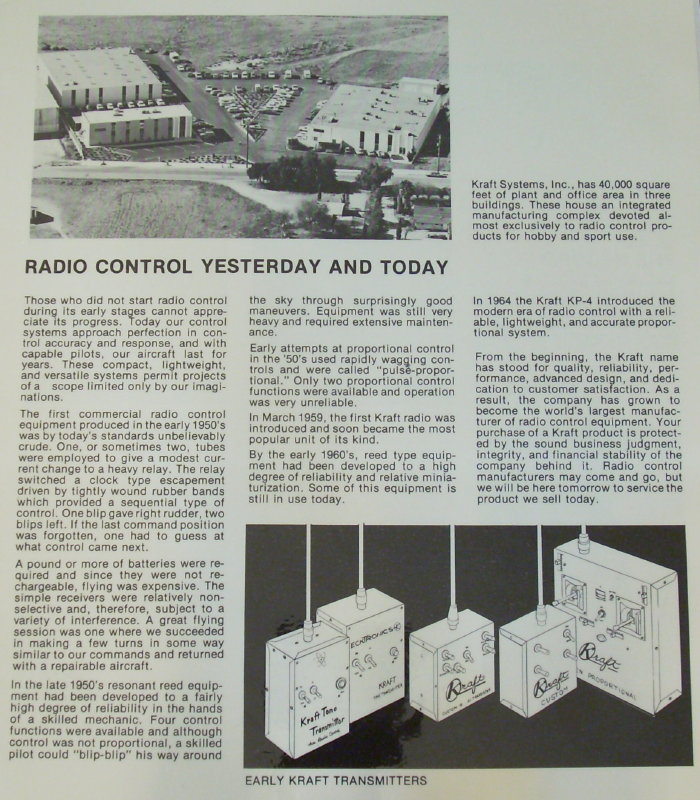 Kraft Systems, Inc., has 40,000 square
feet of plant and office area in three
buildings. These house an integrated
manufacturing complex devoted al-
most exclusively to radio control pro-
ducts for hobby and sport use.
RADIO CONTROL YESTERDAY AND TODAY
Those who did not start radio control
during its early stages cannot appre-
ciate its progress. Today our control
systems approach perfection in con-
trol accuracy and response, and with
capable pilots, our aircraft last for
years. These compact, lightweight,
and versatile systems permit projects
of a scope limited only by our imagi-
nations.
The first commercial radio control
equipment produced in the early 1950's
was by today's standards unbelievably
crude. One, or sometimes two, tubes
were employed to give a modest cur-
rent change to a heavy relay. The relay
switched a clock type escapement
driven by tightly wound rubber bands
which provided a sequential type of
control. One blip gave right rudder, two
blips left. If the last command position
was forgotten, one had to guess at
what control came next.
A pound or more of batteries were re-
quired and since they were not re-
chargeable, flying was expensive. The
simple receivers were relatively non-
selective and, therefore, subject to a
variety of interference. A great flying
session was one where we succeeded
in making a few turns in some way
similar to our commands and returned
with a repairable aircraft.
In the late 1950's resonant reed equip-
ment had been developed to a fairly
high degree of reliability in the hands
of a skilled mechanic. Four control
functions were available and although
control was not proportional, a skilled
pilot could "blip-blip" his way around
the sky through surprisingly good
maneuvers. Equipment was still very
heavy and required extensive mainten-
ance.
Early attempts at proportional control
in the '50's used rapidly wagging con-
trols and were called "pulse-propor-
tional." Only two proportional control
functions were available and operation
was very unreliable.
In March 1959, the first Kraft radio was
introduced and soon became the most
popular unit of its kind.
By the early 1960's, reed type equip-
ment had been developed to a high
degree of reliability and relative minia-
turization. Some of this equipment is
still in use today.
In 1964 the Kraft KP-4 introduced the
modern era of radio control with a reli-
able, lightweight, and accurate propor-
tional system.
From the beginning, the Kraft name
has stood for quality, reliability, per-
formance, advanced design, and dedi-
cation to customer satisfaction. As a
result, the company has grown to
become the world's largest manufac-
turer of radio control equipment. Your
purchase of a Kraft product is protect-
ed by the sound business judgment,
integrity, and financial stability of the
company behind it. Radio control
manufacturers may come and go, but
we will be here tomorrow to service the
product we sell today.
Kraft Tone
Transmitter
ECKTRONICS
KRAFT
TRANSMITTER
Kraft
Kraft
CUSTOM
Kraft
PROPORTIONAL
EARLY KRAFT TRANSMITTERS